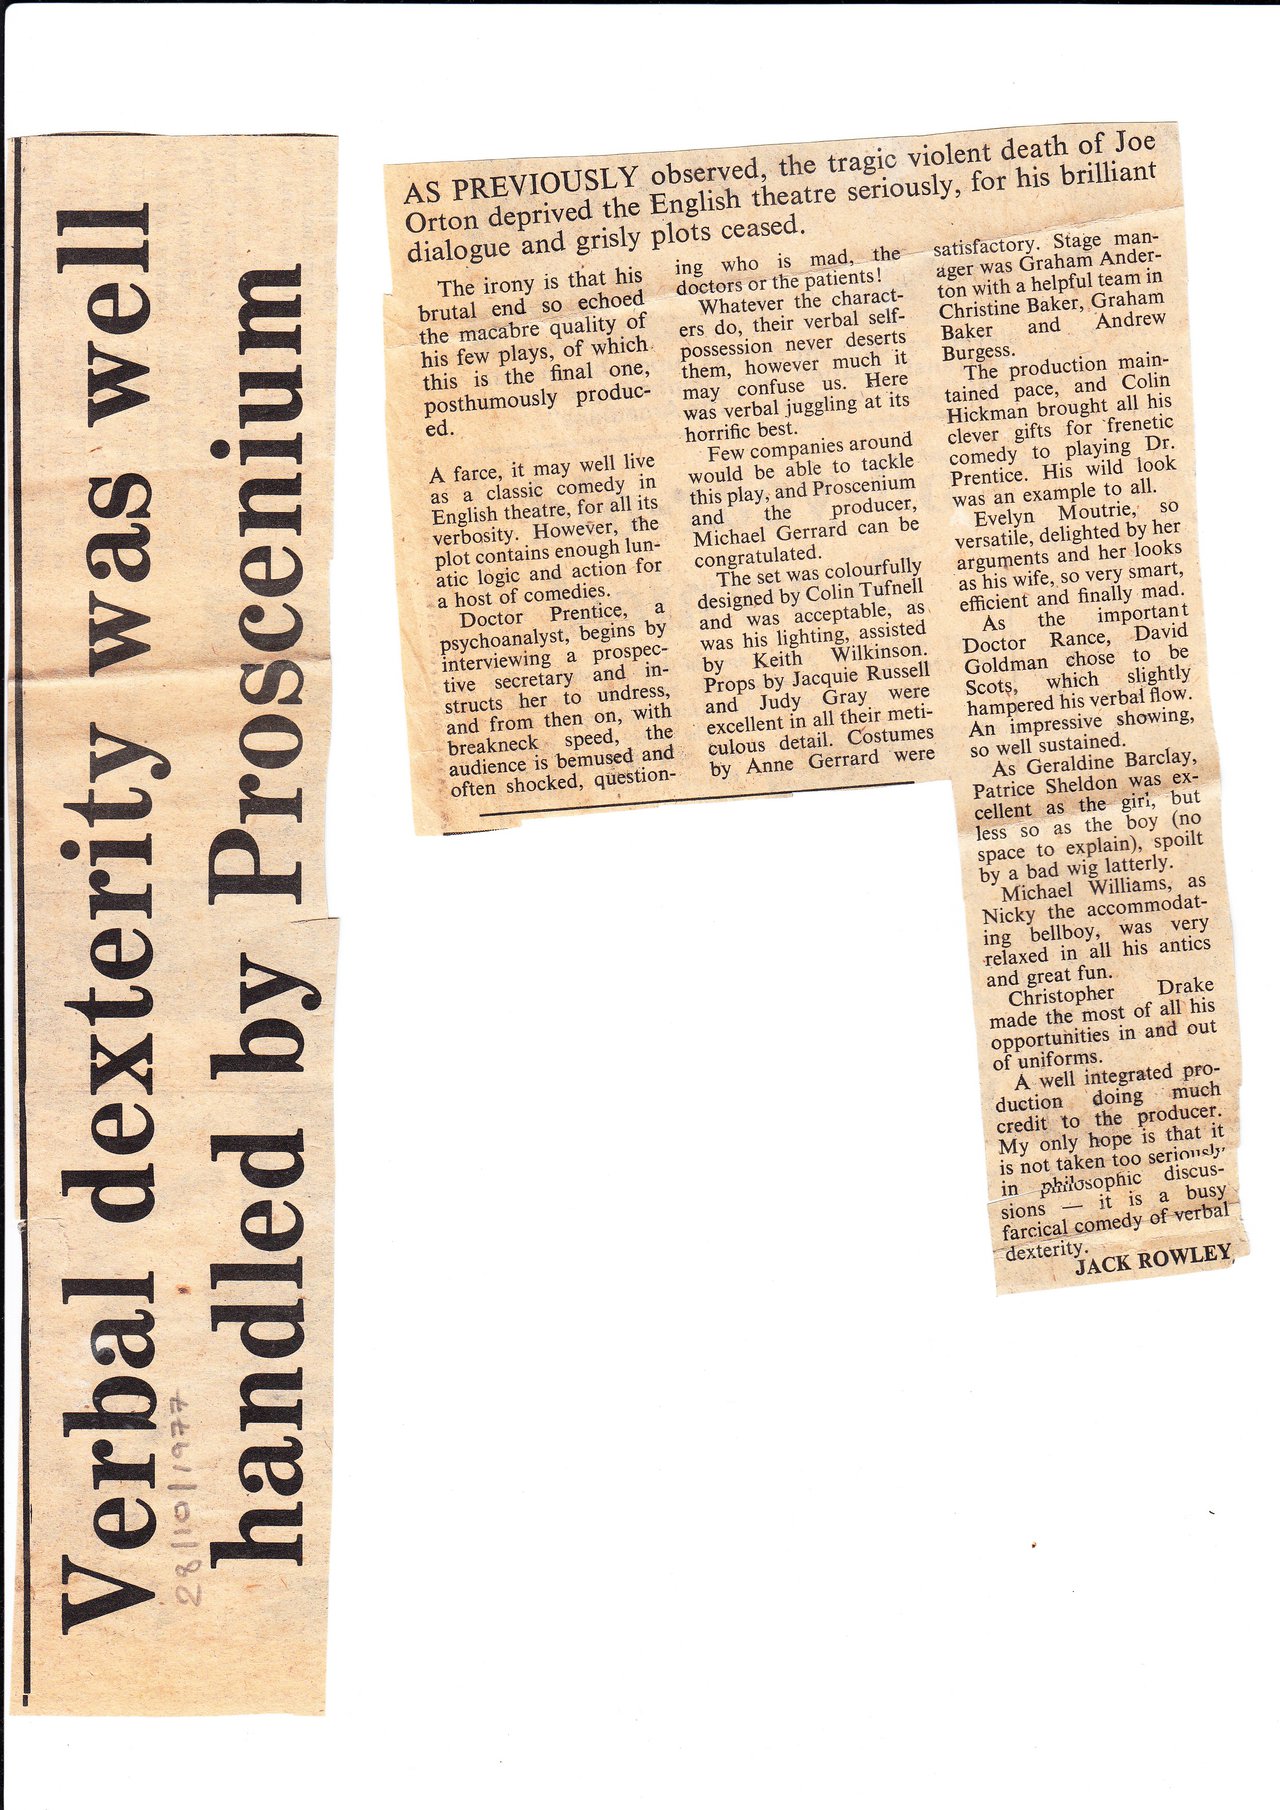 Verbal dexterity was well
handled by Proscenium
28/10/1977
AS PREVIOUSLY observed, the tragic violent death of Joe
Orton deprived the English theatre seriously, for his brilliant
dialogue and grisly plots ceased.
The irony is that his
brutal end so echoed
the macabre quality of
his few plays, of which
this is the final one,
posthumously produc-
ed.
A farce, it may well live
as a classic comedy in
English theatre, for all its
verbosity. However, the
plot contains enough lun-
atic logic and action for
a host of comedies.
Doctor Prentice, a
psychoanalyst, begins by
interviewing a prospec-
tive secretary and in-
structs her to undress,
and from then on, with
breakneck speed, the
audience is bemused and
often shocked, question-
ing who is mad, the
doctors or the patients!
Whatever the charact-
ers do, their verbal self-
possession never deserts
them, however much it
may confuse us. Here
was verbal juggling at its
horrific best.
Few companies around
would be able to tackle
this play, and Proscenium
and the producer,
Michael Gerrard can be
congratulated.
The set was colourfully
designed by Colin Tufnell
and was acceptable, as
was his lighting, assisted
by Keith Wilkinson.
Props by Jacquie Russell
and Judy Gray were
excellent in all their meti-
culous detail. Costumes
by Anne Gerrard were
satisfactory. Stage man-
ager was Graham Ander-
ton with a helpful team in
Christine Baker, Graham
Baker and Andrew
Burgess.
The production main-
tained pace, and Colin
Hickman brought all his
clever gifts for frenetic
comedy to playing Dr.
Prentice. His wild look
was an example to all.
Evelyn Moutrie, so
versatile, delighted by her
arguments and her looks
as his wife, so very smart,
efficient and finally mad.
As the important
Doctor Rance, David
Goldman chose to be
Scots, which slightly
hampered his verbal flow.
An impressive showing,
so well sustained.
As Geraldine Barclay,
Patrice Sheldon was ex-
cellent as the girl, but
less so as the boy (no
space to explain), spoilt
by a bad wig latterly.
Michael Williams, as
Nicky the accommodat-
ing bellboy, was very
relaxed in all his antics
and great fun.
Christopher Drake
made the most of all his
opportunities in and out
of uniforms.
A well integrated pro-
duction doing much
credit to the producer.
My only hope is that it
is not taken too seriously
in philosophic discus-
sions — it is a busy
farcical comedy of verbal
dexterity.
JACK ROWLEY